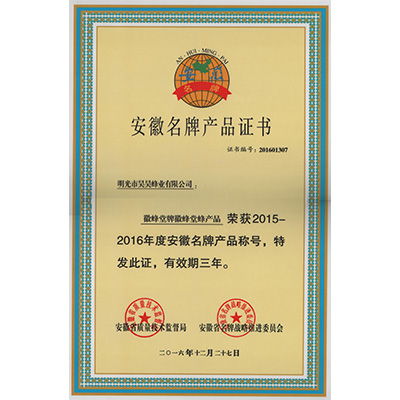 AN·HUI·MING·PAI
安徽
名牌
安徽名牌产品证书
证书编号：201601307
明光市昊昊蜂业有限公司：
徽蜂堂牌徽蜂堂蜂产品 荣获2015-
2016年度安徽名牌产品称号，特
发此证，有效期三年。
安徽省质量技术监督局 安徽省名牌战略推进委员会
二〇一六年十二月二十七日